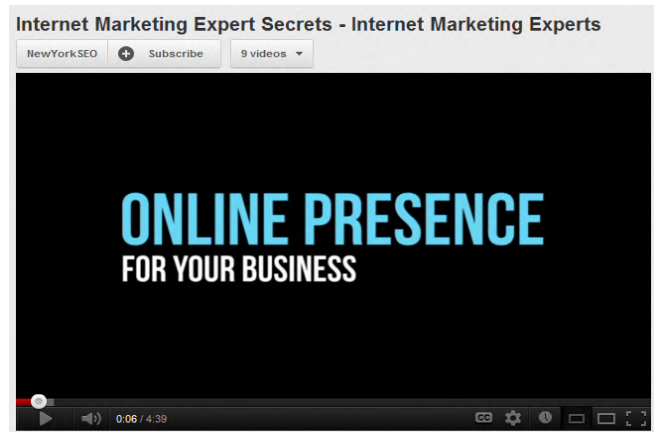 Internet Marketing Expert Secrets - Internet Marketing Experts
NewYorkSEO Subscribe 9 videos
ONLINE PRESENCE
FOR YOUR BUSINESS
0:06 / 4:39 CC